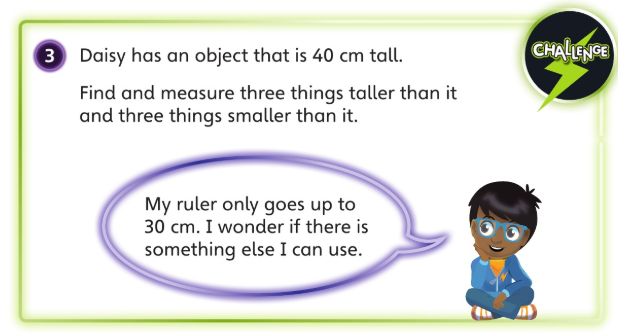 CHALLENGE
3 Daisy has an object that is 40 cm tall.
Find and measure three things taller than it
and three things smaller than it.
My ruler only goes up to
30 cm. I wonder if there is
something else I can use.